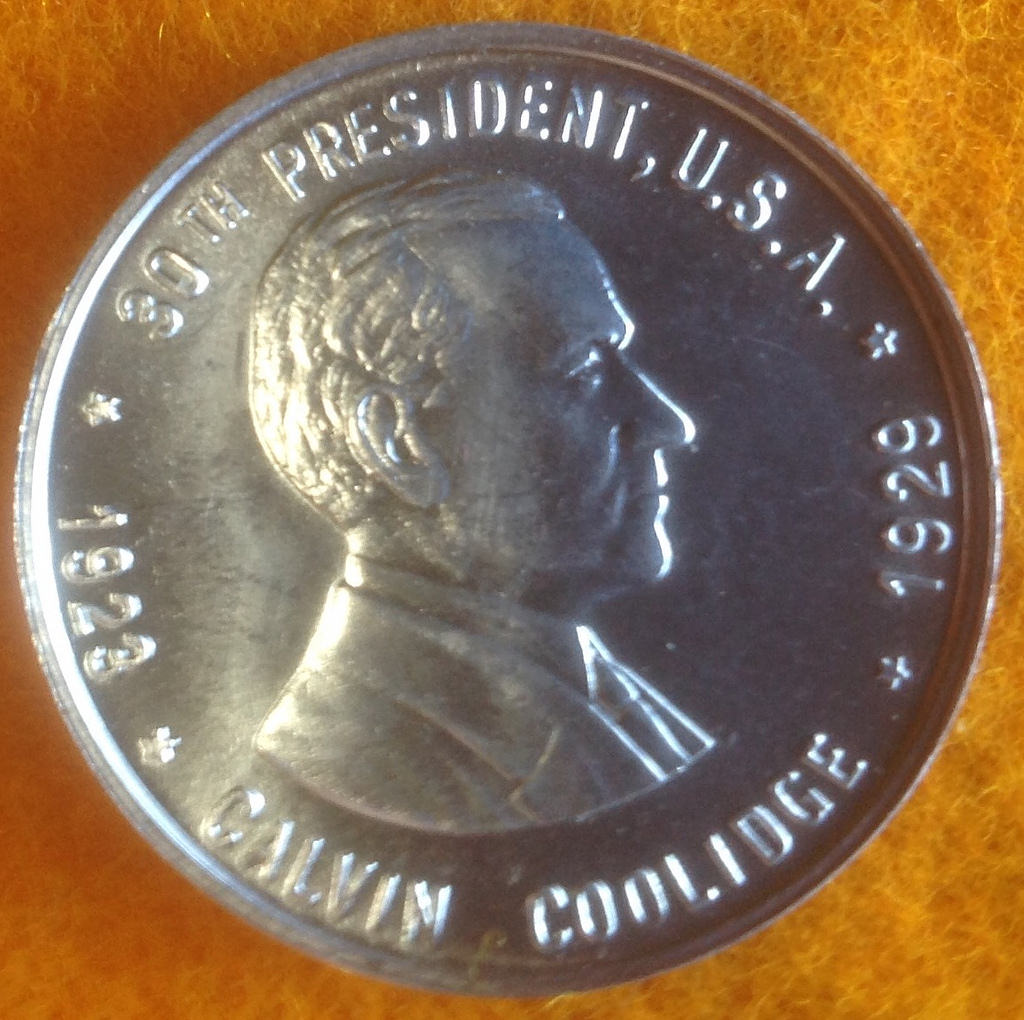 30TH PRESIDENT, U.S.A.
1923
1929
CALVIN COOLIDGE